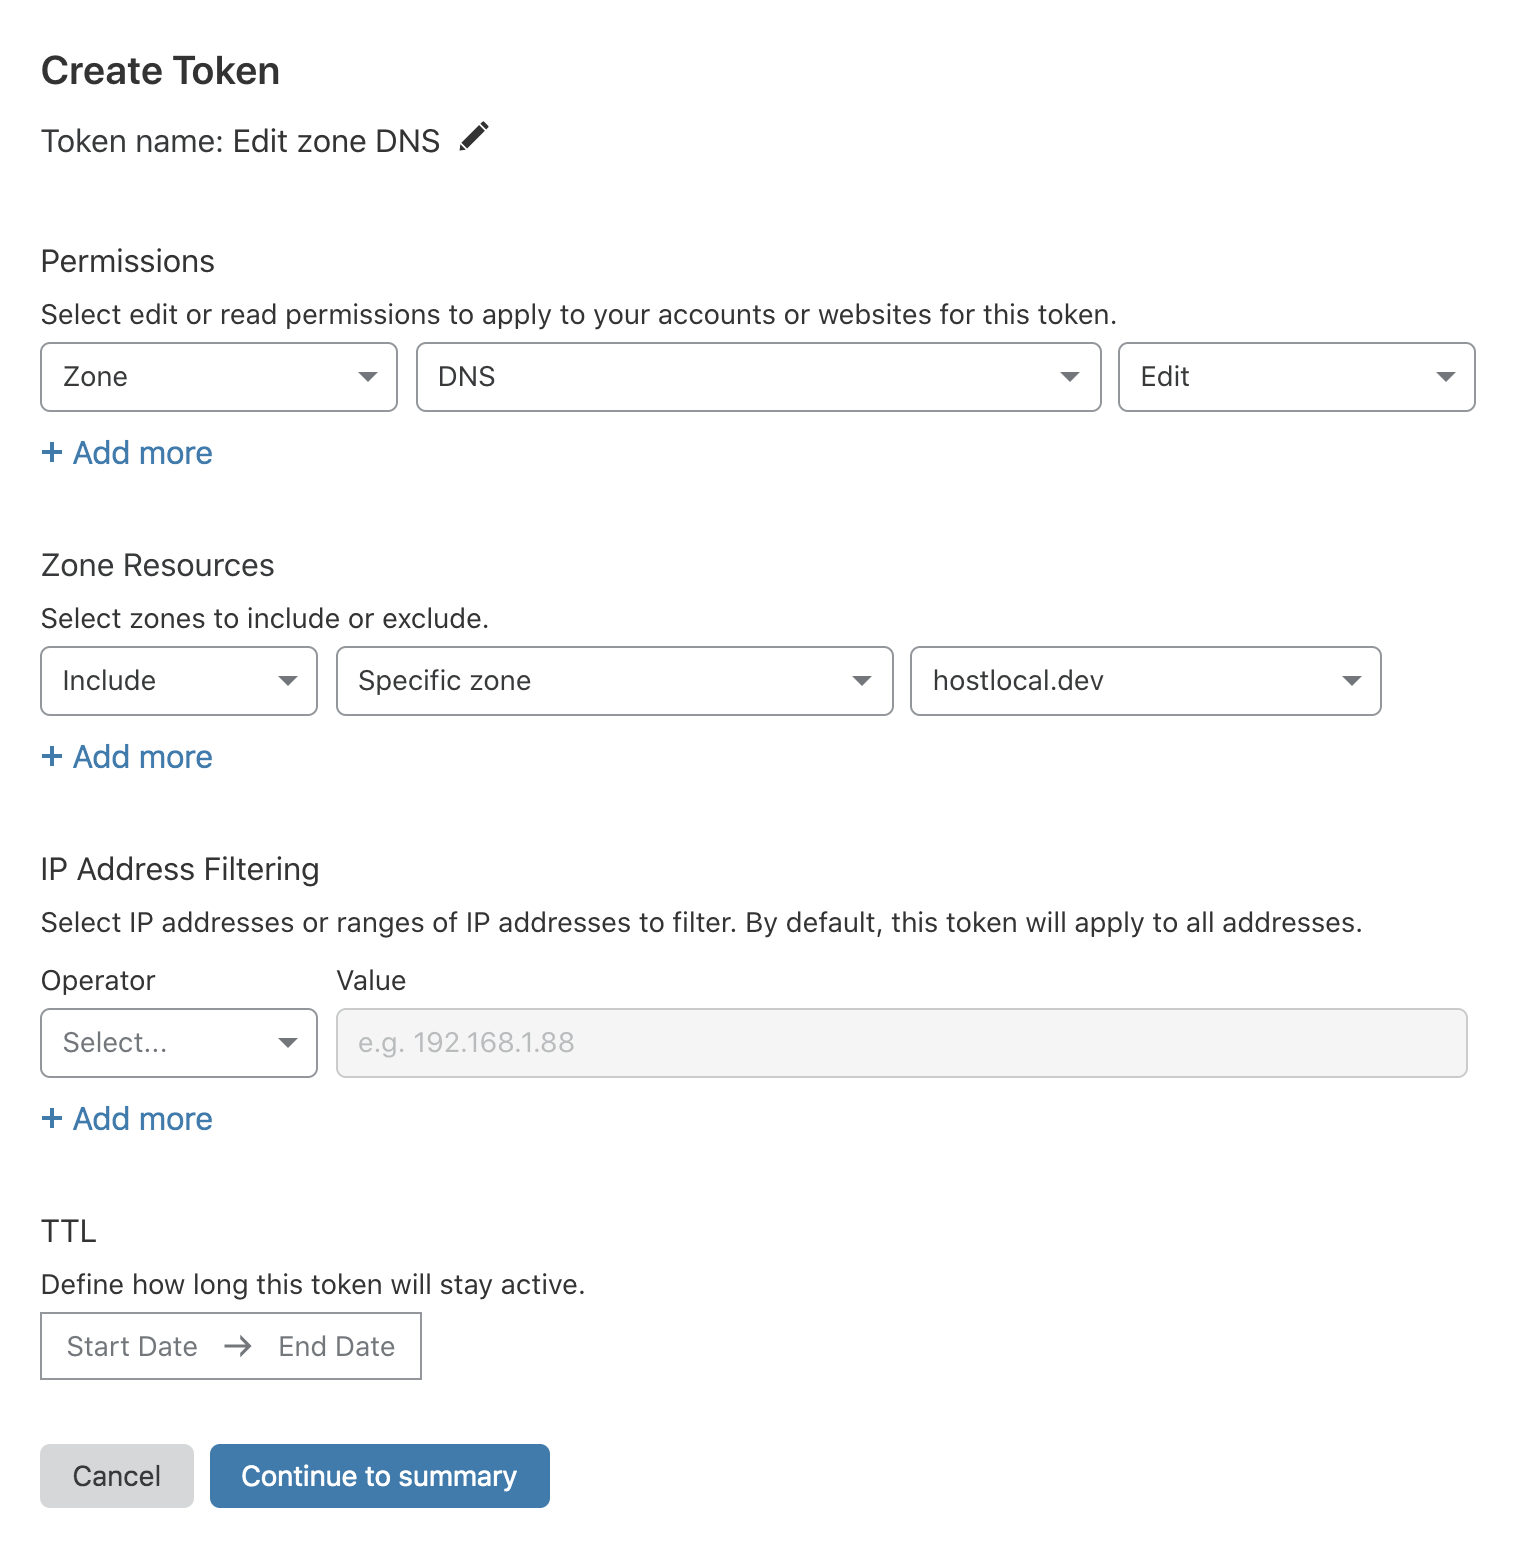 Create Token
Token name: Edit zone DNS
Permissions
Select edit or read permissions to apply to your accounts or websites for this token.
Zone DNS Edit
+ Add more
Zone Resources
Select zones to include or exclude.
Include Specific zone hostlocal.dev
+ Add more
IP Address Filtering
Select IP addresses or ranges of IP addresses to filter. By default, this token will apply to all addresses.
Operator Value
Select... e.g. 192.168.1.88
+ Add more
TTL
Define how long this token will stay active.
Start Date → End Date
Cancel Continue to summary